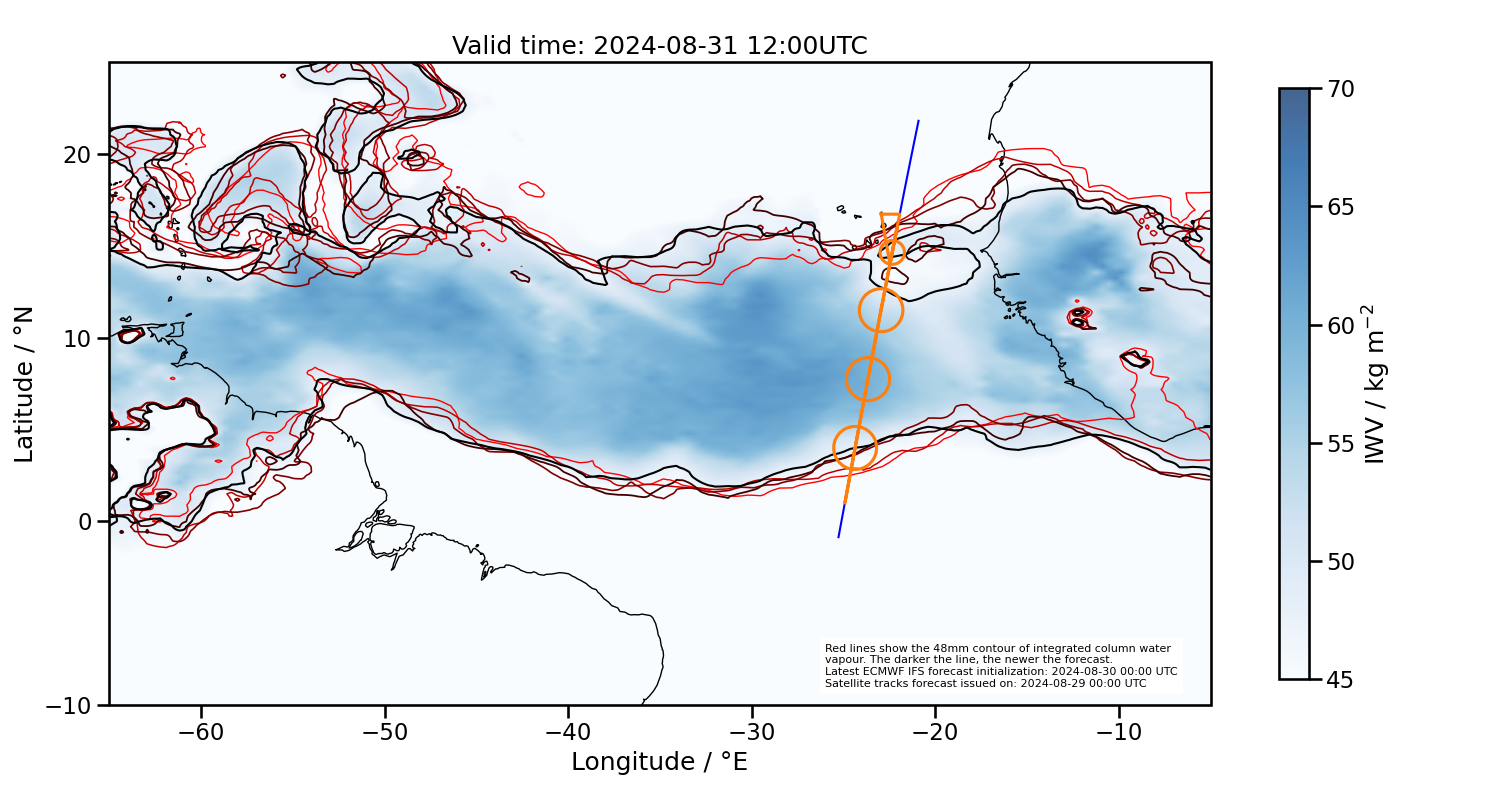 Valid time: 2024-08-31 12:00UTC
20
10
0
−10
Latitude / °N
−60
−50
−40
−30
−20
−10
Longitude / °E
Red lines show the 48mm contour of integrated column water
vapour. The darker the line, the newer the forecast.
Latest ECMWF IFS forecast initialization: 2024-08-30 00:00 UTC
Satellite tracks forecast issued on: 2024-08-29 00:00 UTC
70
65
60
55
50
45
IWV / kg m⁻²